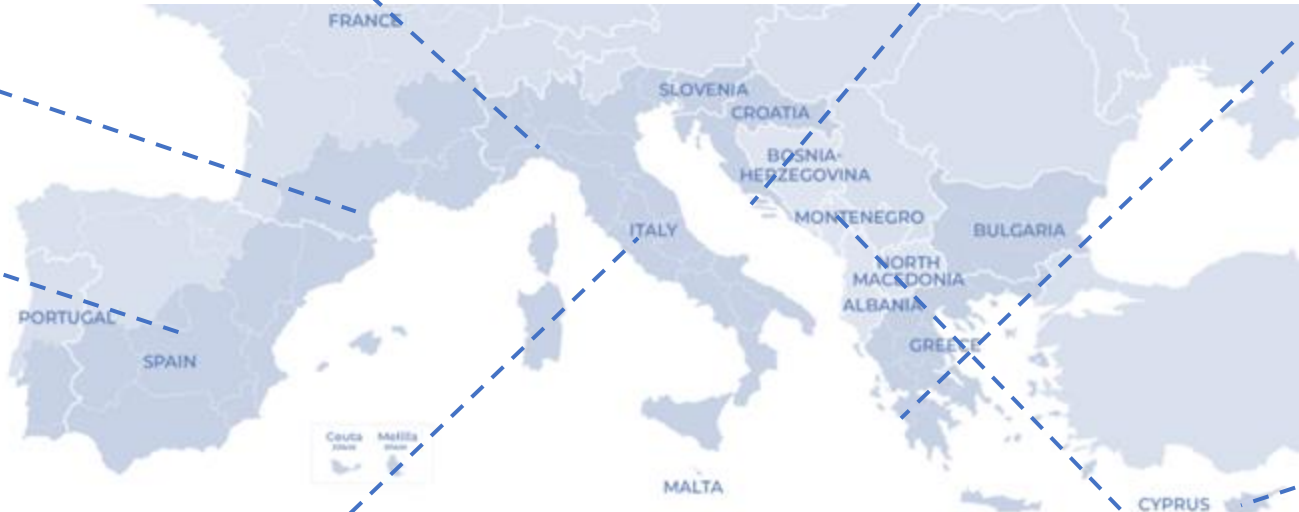 FRANCE
SLOVENIA
CROATIA
BOSNIA-
HERZEGOVINA
MONTENEGRO
ITALY
BULGARIA
NORTH
MACEDONIA
ALBANIA
PORTUGAL
GREECE
SPAIN
Ceuta Melilla
MALTA
CYPRUS